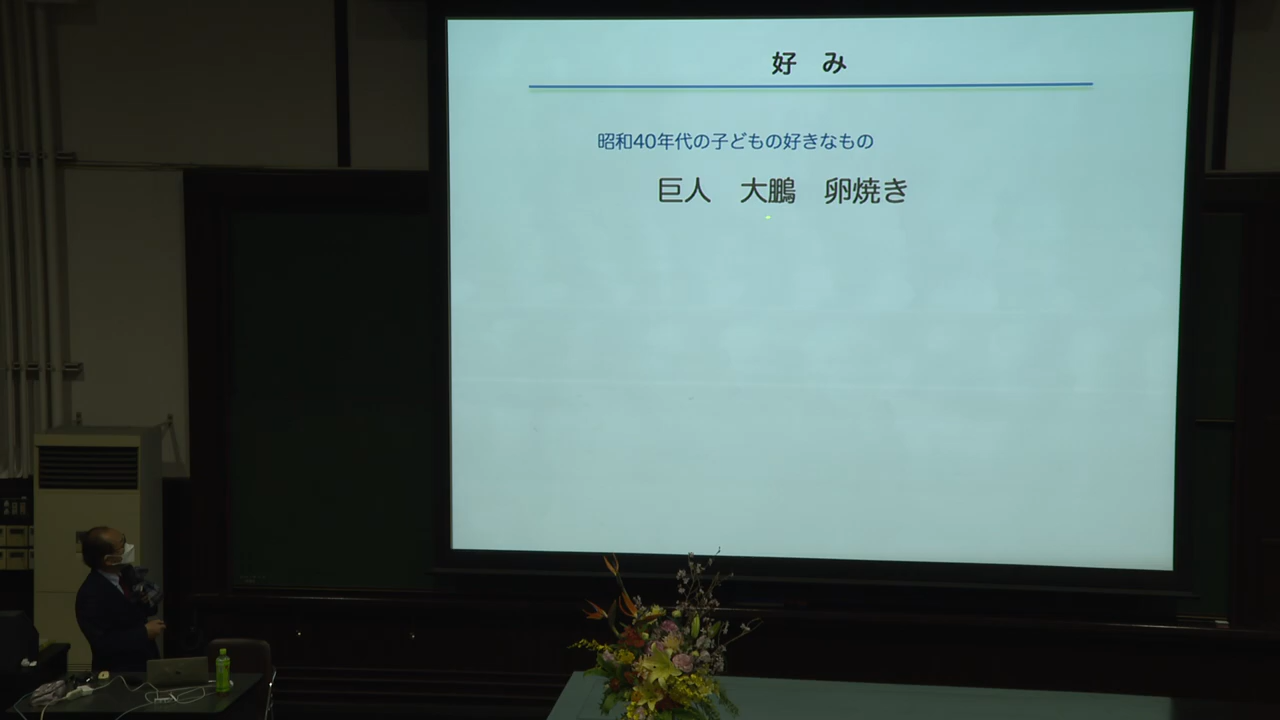 好 み
昭和40年代の子どもの好きなもの
巨人 大鵬 卵焼き